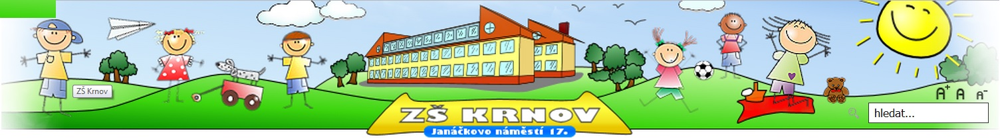 ZŠ Krnov
A+ A A-
hledat...
ZŠ KRNOV
Janáčkovo náměstí 17.